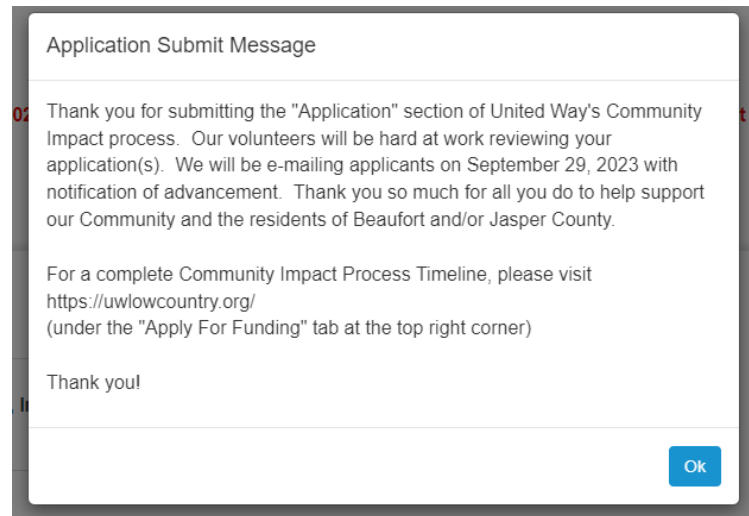 Application Submit Message
Thank you for submitting the "Application" section of United Way's Community
Impact process.  Our volunteers will be hard at work reviewing your
application(s).  We will be e-mailing applicants on September 29, 2023 with
notification of advancement.  Thank you so much for all you do to help support
our Community and the residents of Beaufort and/or Jasper County.
For a complete Community Impact Process Timeline, please visit
https://uwlowcountry.org/
(under the "Apply For Funding" tab at the top right corner)
Thank you!
Ok